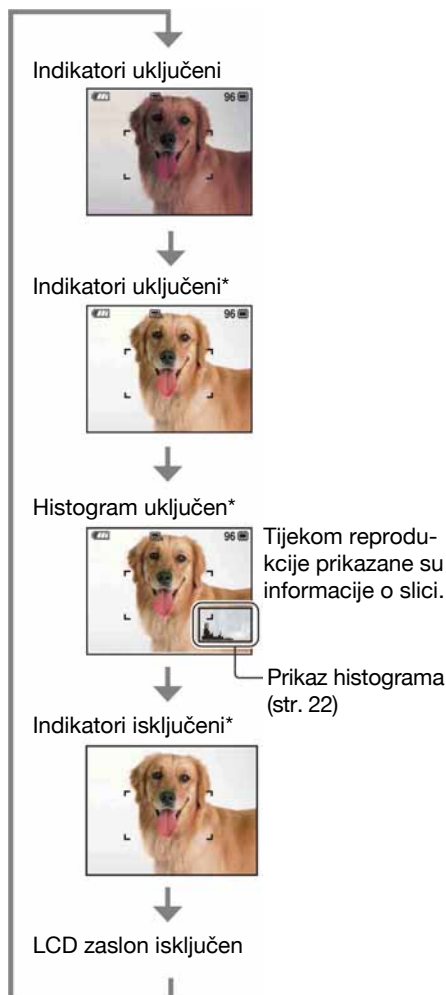 Indikatori uključeni
96
Indikatori uključeni*
96
Histogram uključen*
96
Tijekom reprodu-
kcije prikazane su
informacije o slici.
Prikaz histograma
(str. 22)
Indikatori isključeni*
LCD zaslon isključen